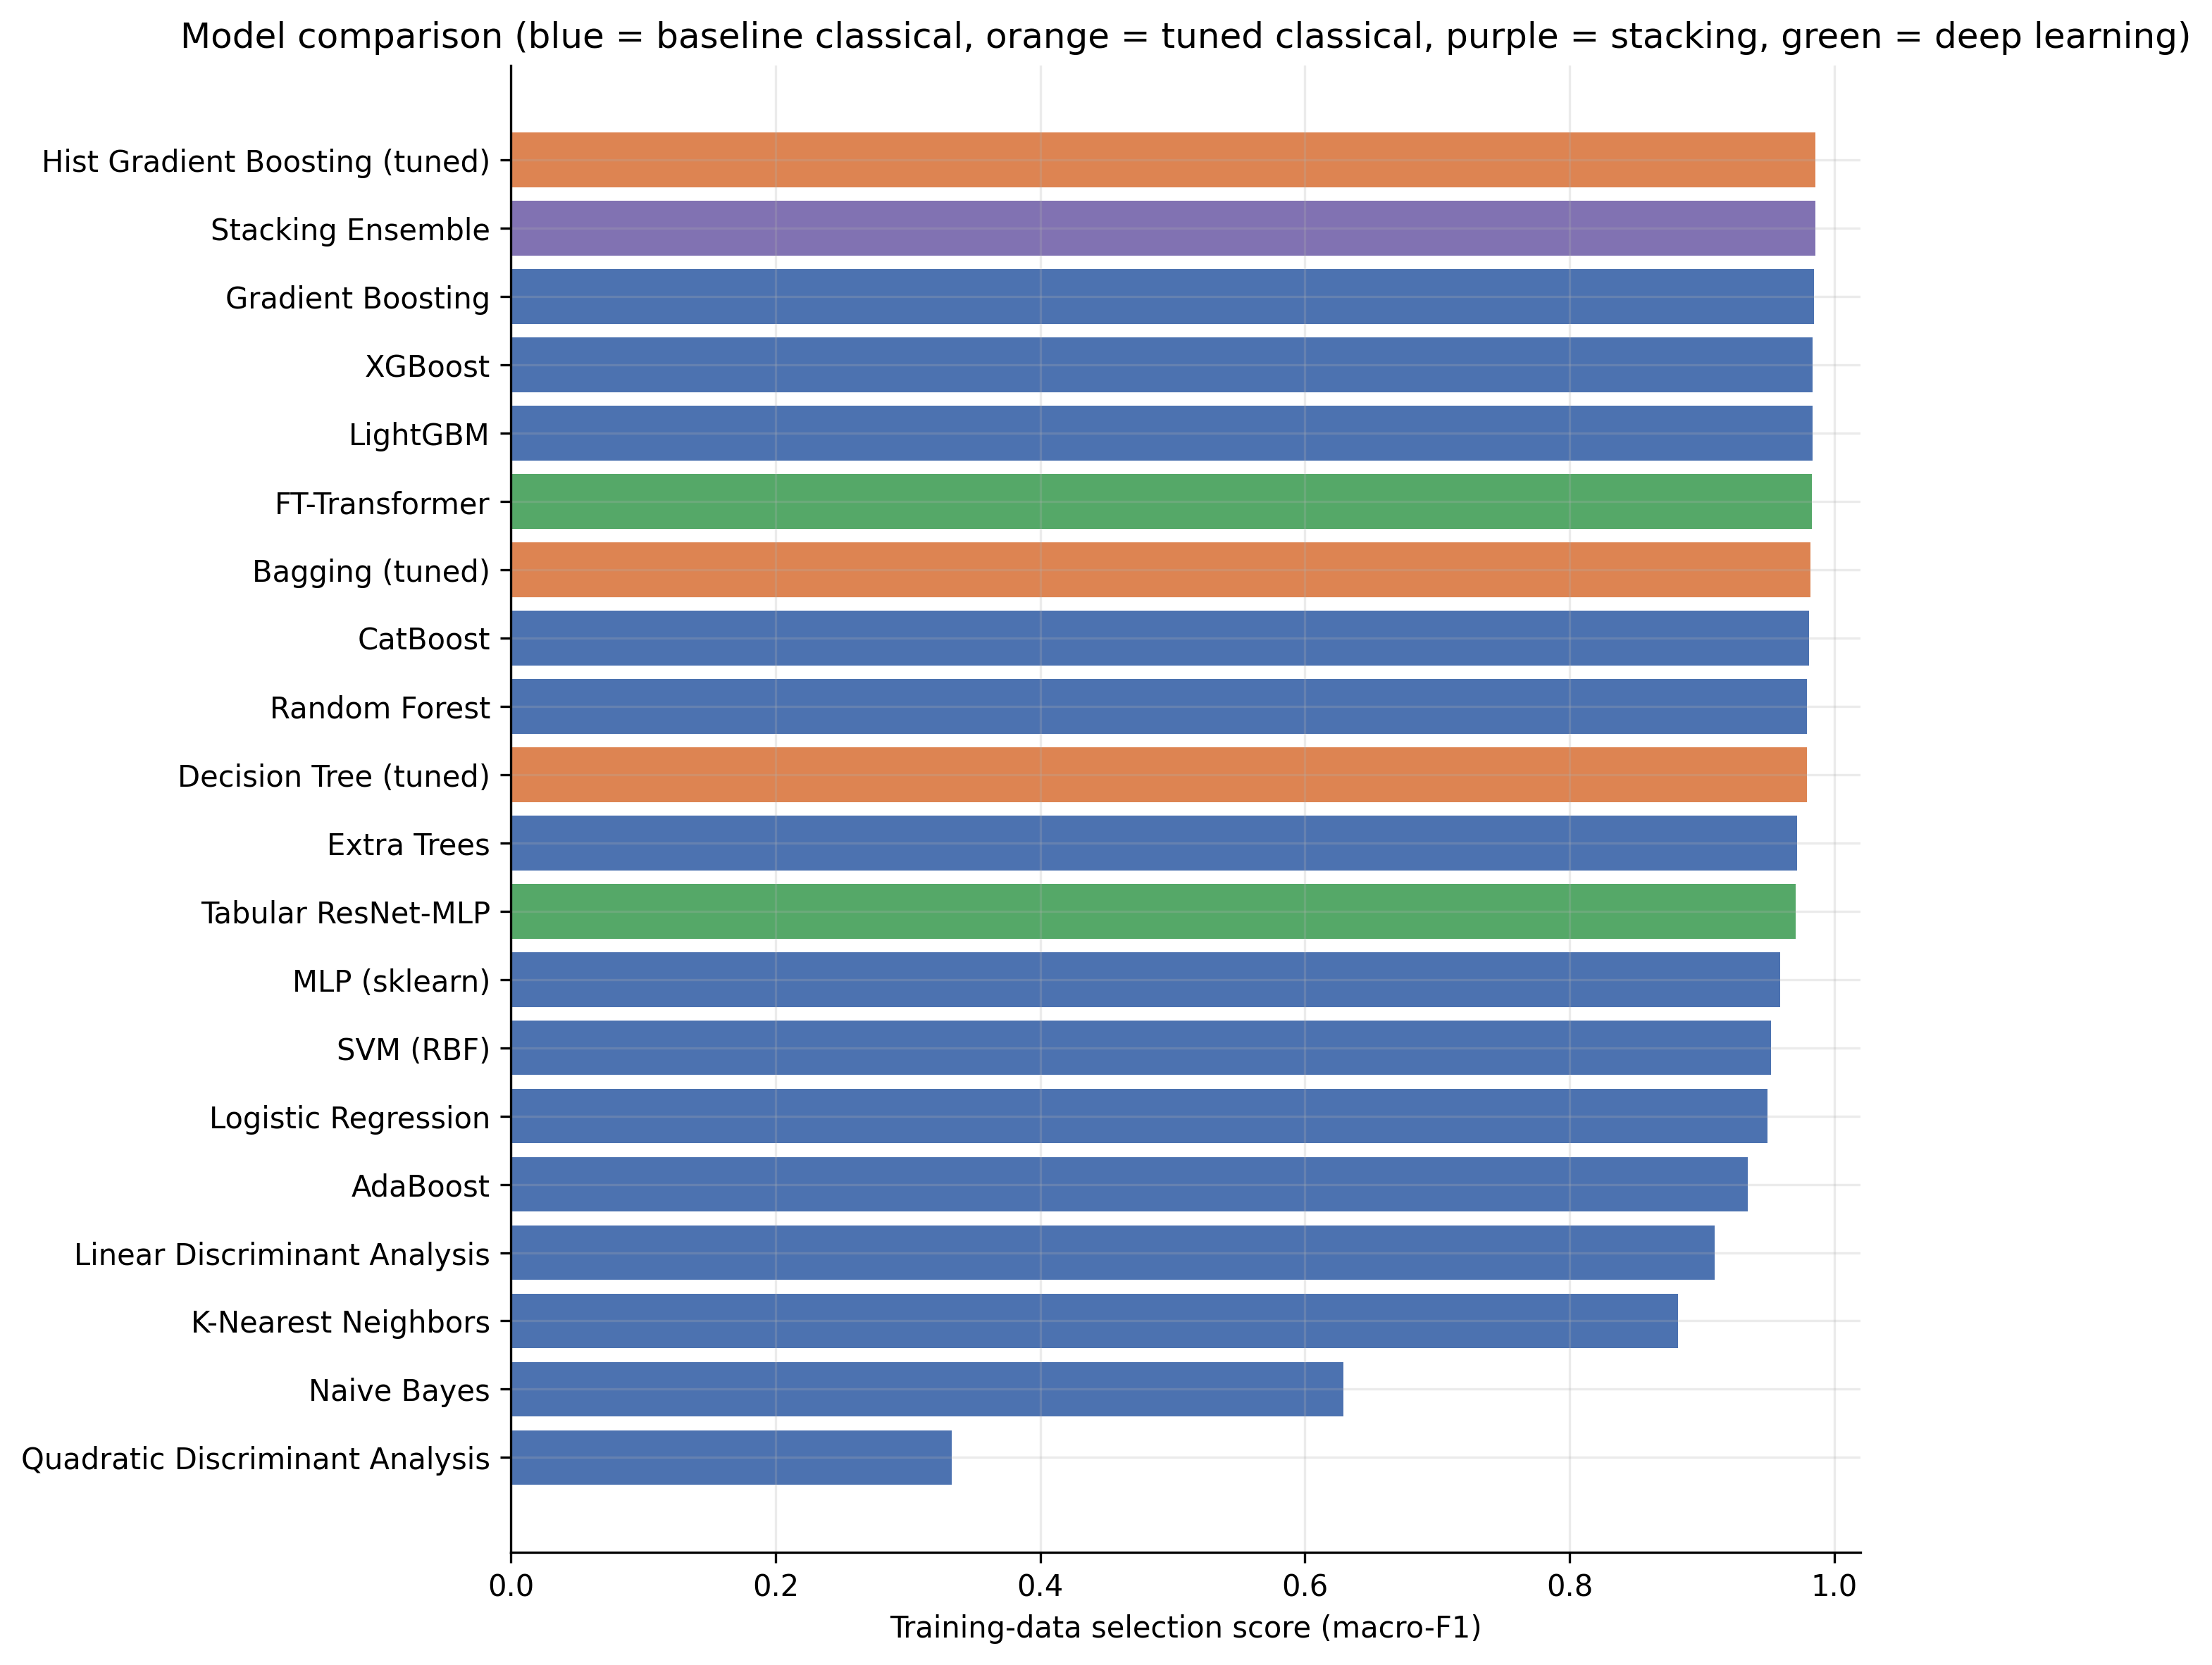 Model comparison (blue = baseline classical, orange = tuned classical, purple = stacking, green = deep learning)
Hist Gradient Boosting (tuned)
Stacking Ensemble
Gradient Boosting
XGBoost
LightGBM
FT-Transformer
Bagging (tuned)
CatBoost
Random Forest
Decision Tree (tuned)
Extra Trees
Tabular ResNet-MLP
MLP (sklearn)
SVM (RBF)
Logistic Regression
AdaBoost
Linear Discriminant Analysis
K-Nearest Neighbors
Naive Bayes
Quadratic Discriminant Analysis
0.0 0.2 0.4 0.6 0.8 1.0
Training-data selection score (macro-F1)